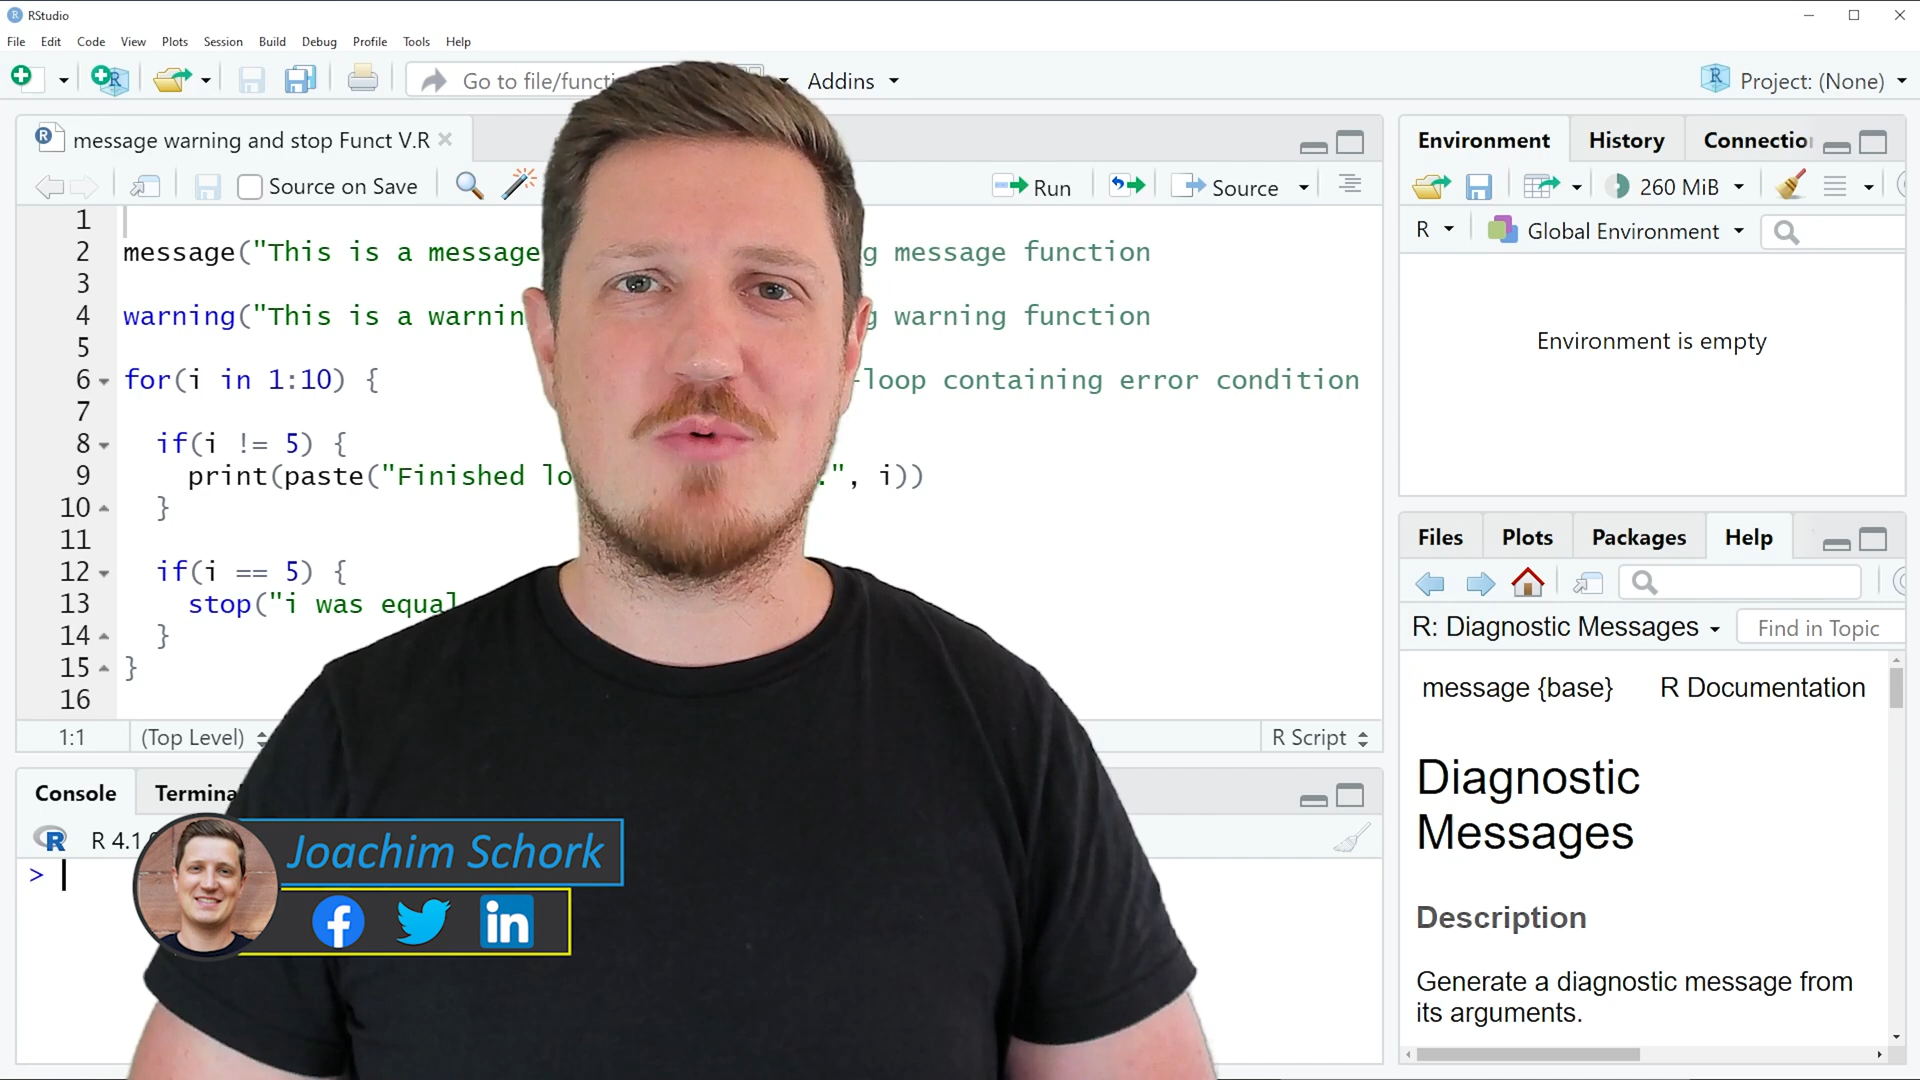 RStudio
File Edit Code View Plots Session Build Debug Profile Tools Help
Go to file/functi Addins Project: (None)
message warning and stop Funct V.R
Source on Save Run Source
1
2 message("This is a message g message function
3
4 warning("This is a warnin g warning function
5
6 for(i in 1:10) { -loop containing error condition
7
8 if(i != 5) {
9 print(paste("Finished lo .", i))
10 }
11
12 if(i == 5) {
13 stop("i was equal
14 }
15 }
16
1:1 (Top Level) R Script
Console Termina
R 4.1
>
Joachim Schork
in
Environment History Connectio
260 MiB
R Global Environment
Environment is empty
Files Plots Packages Help
R: Diagnostic Messages Find in Topic
message {base} R Documentation
Diagnostic
Messages
Description
Generate a diagnostic message from
its arguments.